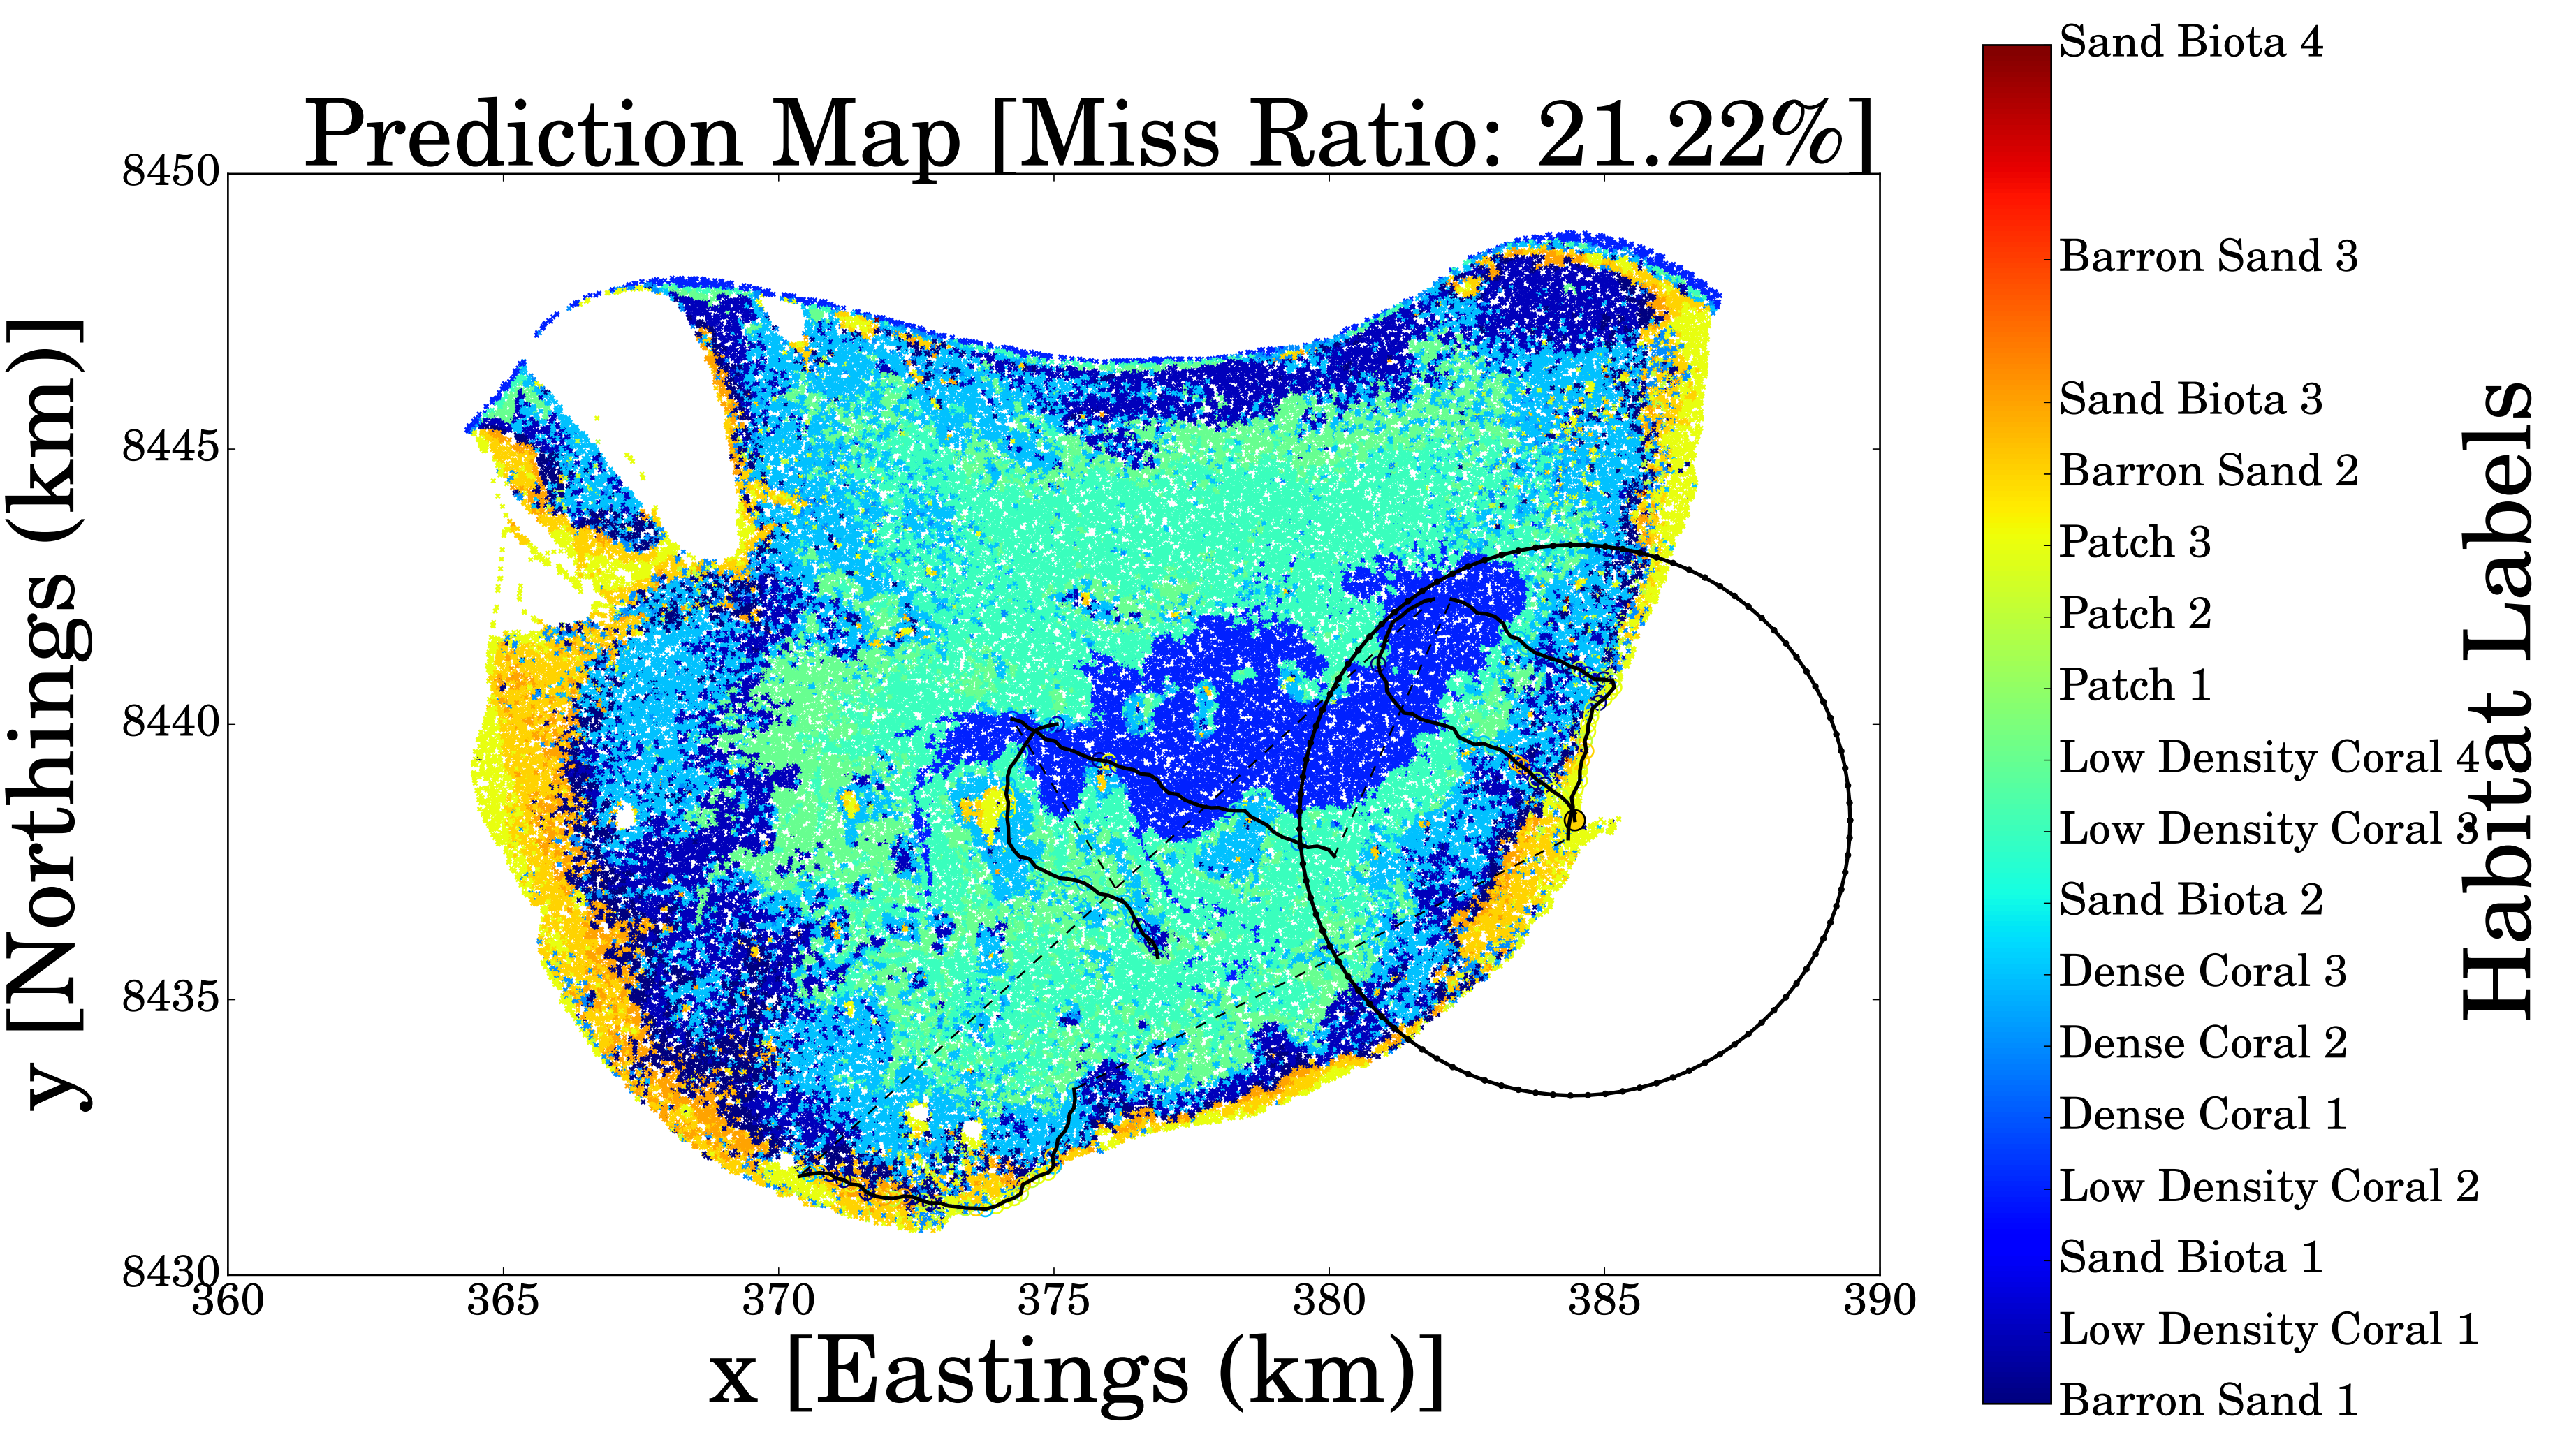 Prediction Map [Miss Ratio: 21.22%]
y [Northings (km)]
8450
8445
8440
8435
8430
360 365 370 375 380 385 390
x [Eastings (km)]
Sand Biota 4
Barron Sand 3
Sand Biota 3
Barron Sand 2
Patch 3
Patch 2
Patch 1
Low Density Coral 4
Low Density Coral 3
Sand Biota 2
Dense Coral 3
Dense Coral 2
Dense Coral 1
Low Density Coral 2
Sand Biota 1
Low Density Coral 1
Barron Sand 1
Habitat Labels